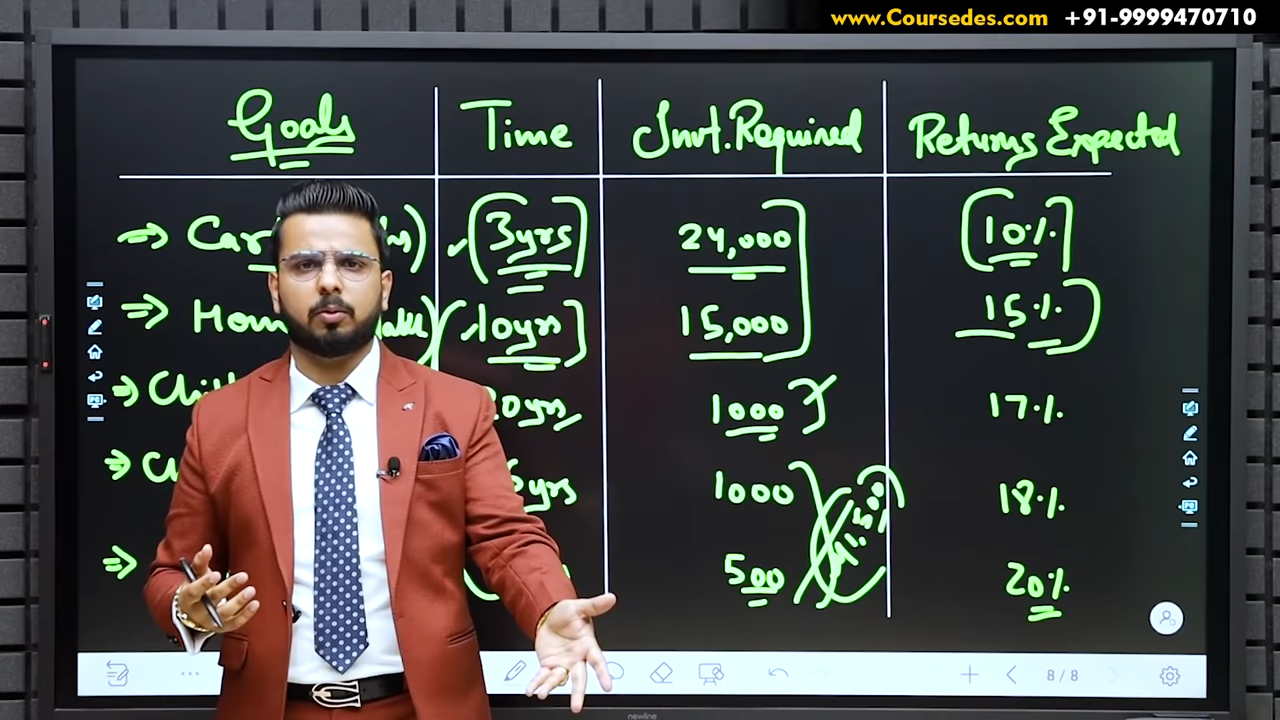 www.Coursedes.com +91-9999470710
Goals Time Invt. Required Returns Expected
⇒ Car 3yrs 24,000 10%
⇒ Hom 10yrs 15,000 15%
⇒ 1000 17%
⇒ 1000 18%
⇒ 500 20%
8/8
newline